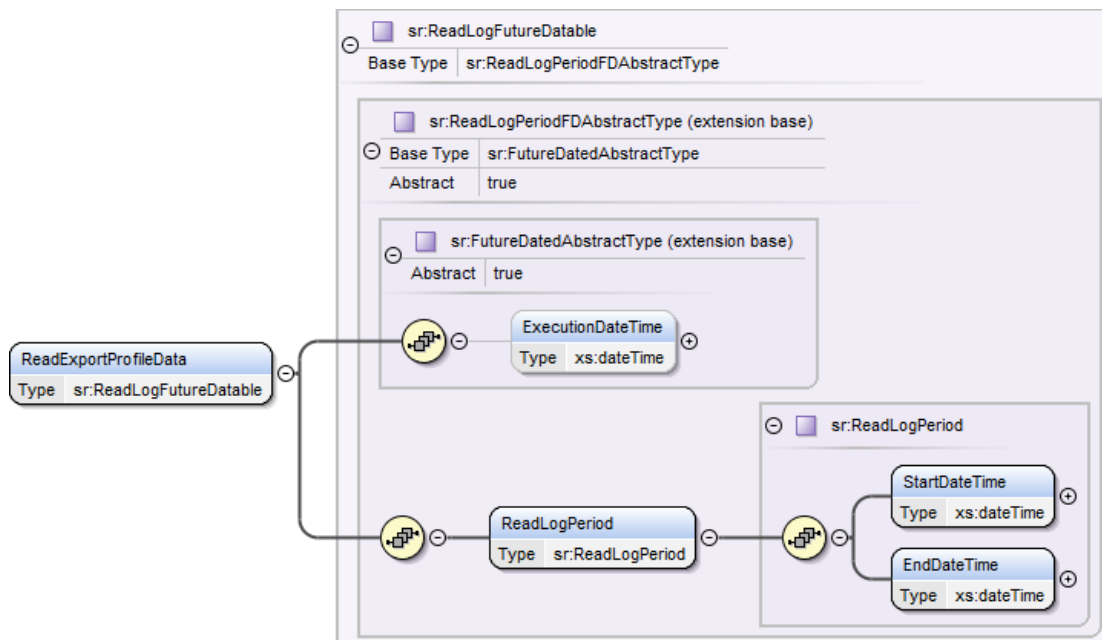 sr:ReadLogFutureDatable
Base Type sr:ReadLogPeriodFDAbstractType
sr:ReadLogPeriodFDAbstractType (extension base)
Base Type sr:FutureDatedAbstractType
Abstract true
sr:FutureDatedAbstractType (extension base)
Abstract true
ExecutionDateTime
Type xs:dateTime
ReadExportProfileData
Type sr:ReadLogFutureDatable
sr:ReadLogPeriod
StartDateTime
Type xs:dateTime
ReadLogPeriod
Type sr:ReadLogPeriod
EndDateTime
Type xs:dateTime